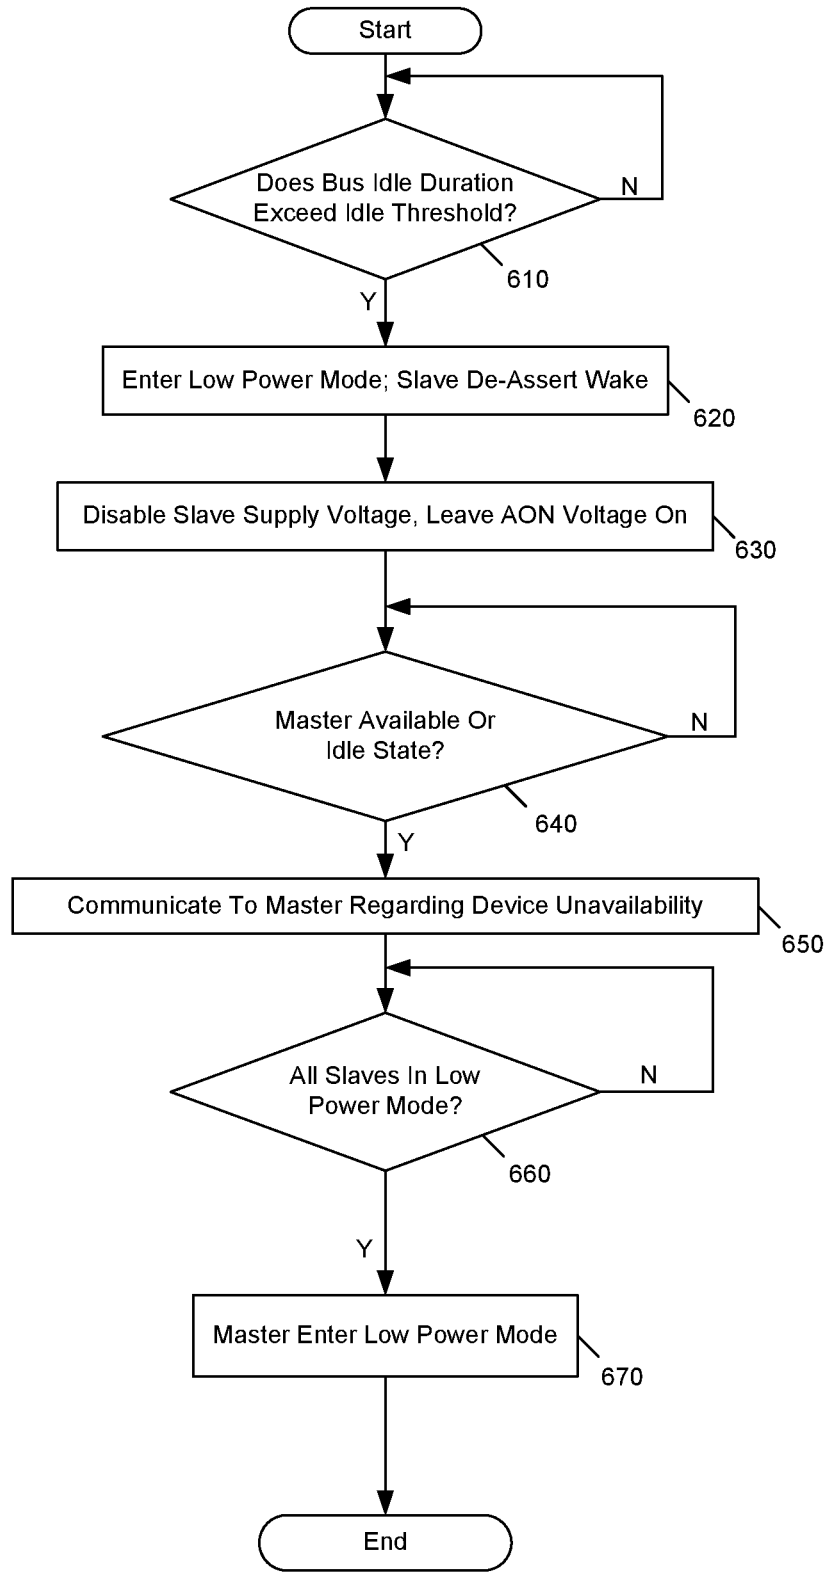 Start
Does Bus Idle Duration
Exceed Idle Threshold?
N
610
Y
Enter Low Power Mode; Slave De-Assert Wake
620
Disable Slave Supply Voltage, Leave AON Voltage On
630
Master Available Or
Idle State?
N
640
Y
Communicate To Master Regarding Device Unavailability
650
All Slaves In Low
Power Mode?
N
660
Y
Master Enter Low Power Mode
670
End